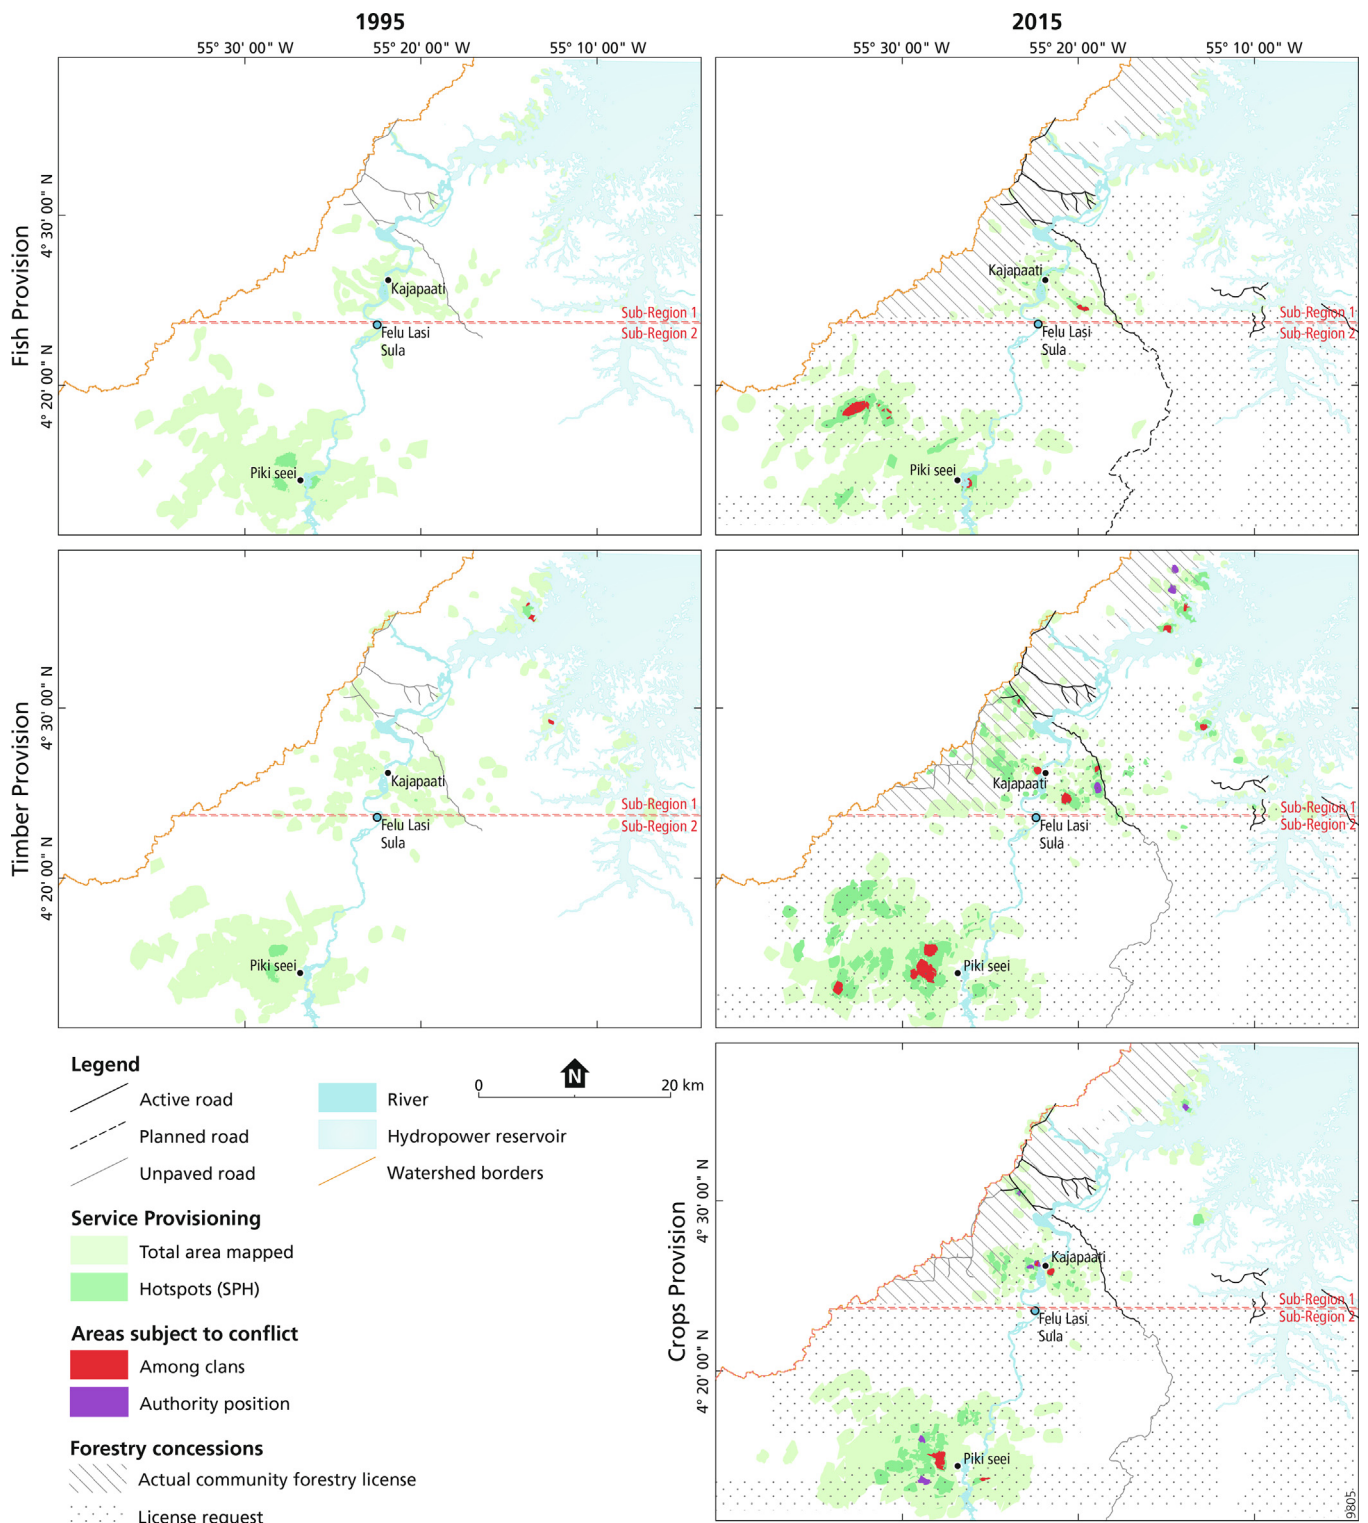 1995
2015
55° 30' 00" W
55° 20' 00" W
55° 10' 00" W
55° 30' 00" W
55° 20' 00" W
55° 10' 00" W
Fish Provision
4° 30' 00" N
4° 20' 00" N
Kajapaati
Sub-Region 1
Sub-Region 2
Felu Lasi
Sula
Piki seei
Kajapaati
Sub-Region 1
Sub-Region 2
Felu Lasi
Sula
Piki seei
Timber Provision
4° 30' 00" N
4° 20' 00" N
Kajapaati
Sub-Region 1
Sub-Region 2
Felu Lasi
Sula
Piki seei
Kajapaati
Sub-Region 1
Sub-Region 2
Felu Lasi
Sula
Piki seei
Legend
Active road
Planned road
Unpaved road
River
Hydropower reservoir
Watershed borders
0
N
20 km
Service Provisioning
Total area mapped
Hotspots (SPH)
Areas subject to conflict
Among clans
Authority position
Forestry concessions
Actual community forestry license
License request
Crops Provision
4° 30' 00" N
4° 20' 00" N
Kajapaati
Sub-Region 1
Sub-Region 2
Felu Lasi
Sula
Piki seei
9805